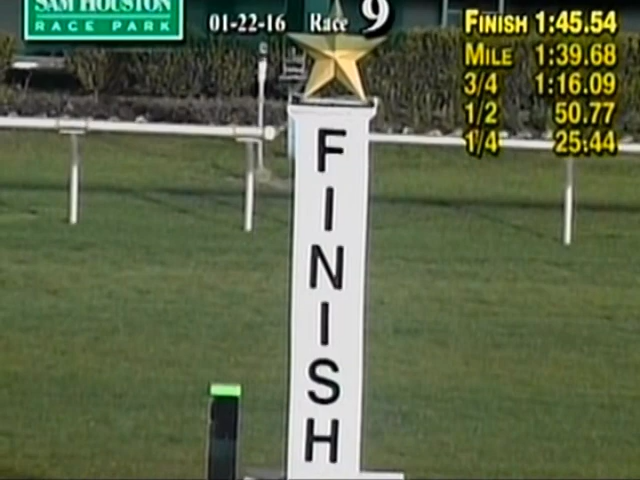 SAM HOUSTON
RACE PARK
01-22-16 Race 9
FINISH 1:45.54
MILE 1:39.68
3/4 1:16.09
1/2 50.77
1/4 25:44
FINISH